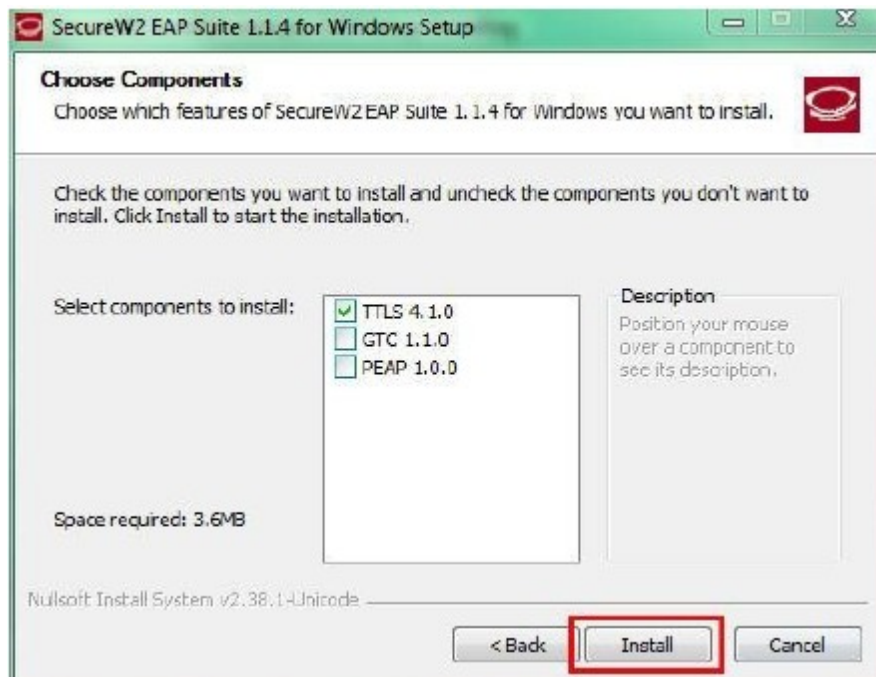 SecureW2 EAP Suite 1.1.4 for Windows Setup
Choose Components
Choose which features of SecureW2 EAP Suite 1.1.4 for Windows you want to install.
Check the components you want to install and uncheck the components you don't want to
install. Click Install to start the installation.
Select components to install:
TTLS 4.1.0
GTC 1.1.0
PEAP 1.0.0
Description
Position your mouse
over a component to
see its description.
Space required: 3.6MB
Nullsoft Install System v2.38.1-Unicode
< Back
Install
Cancel